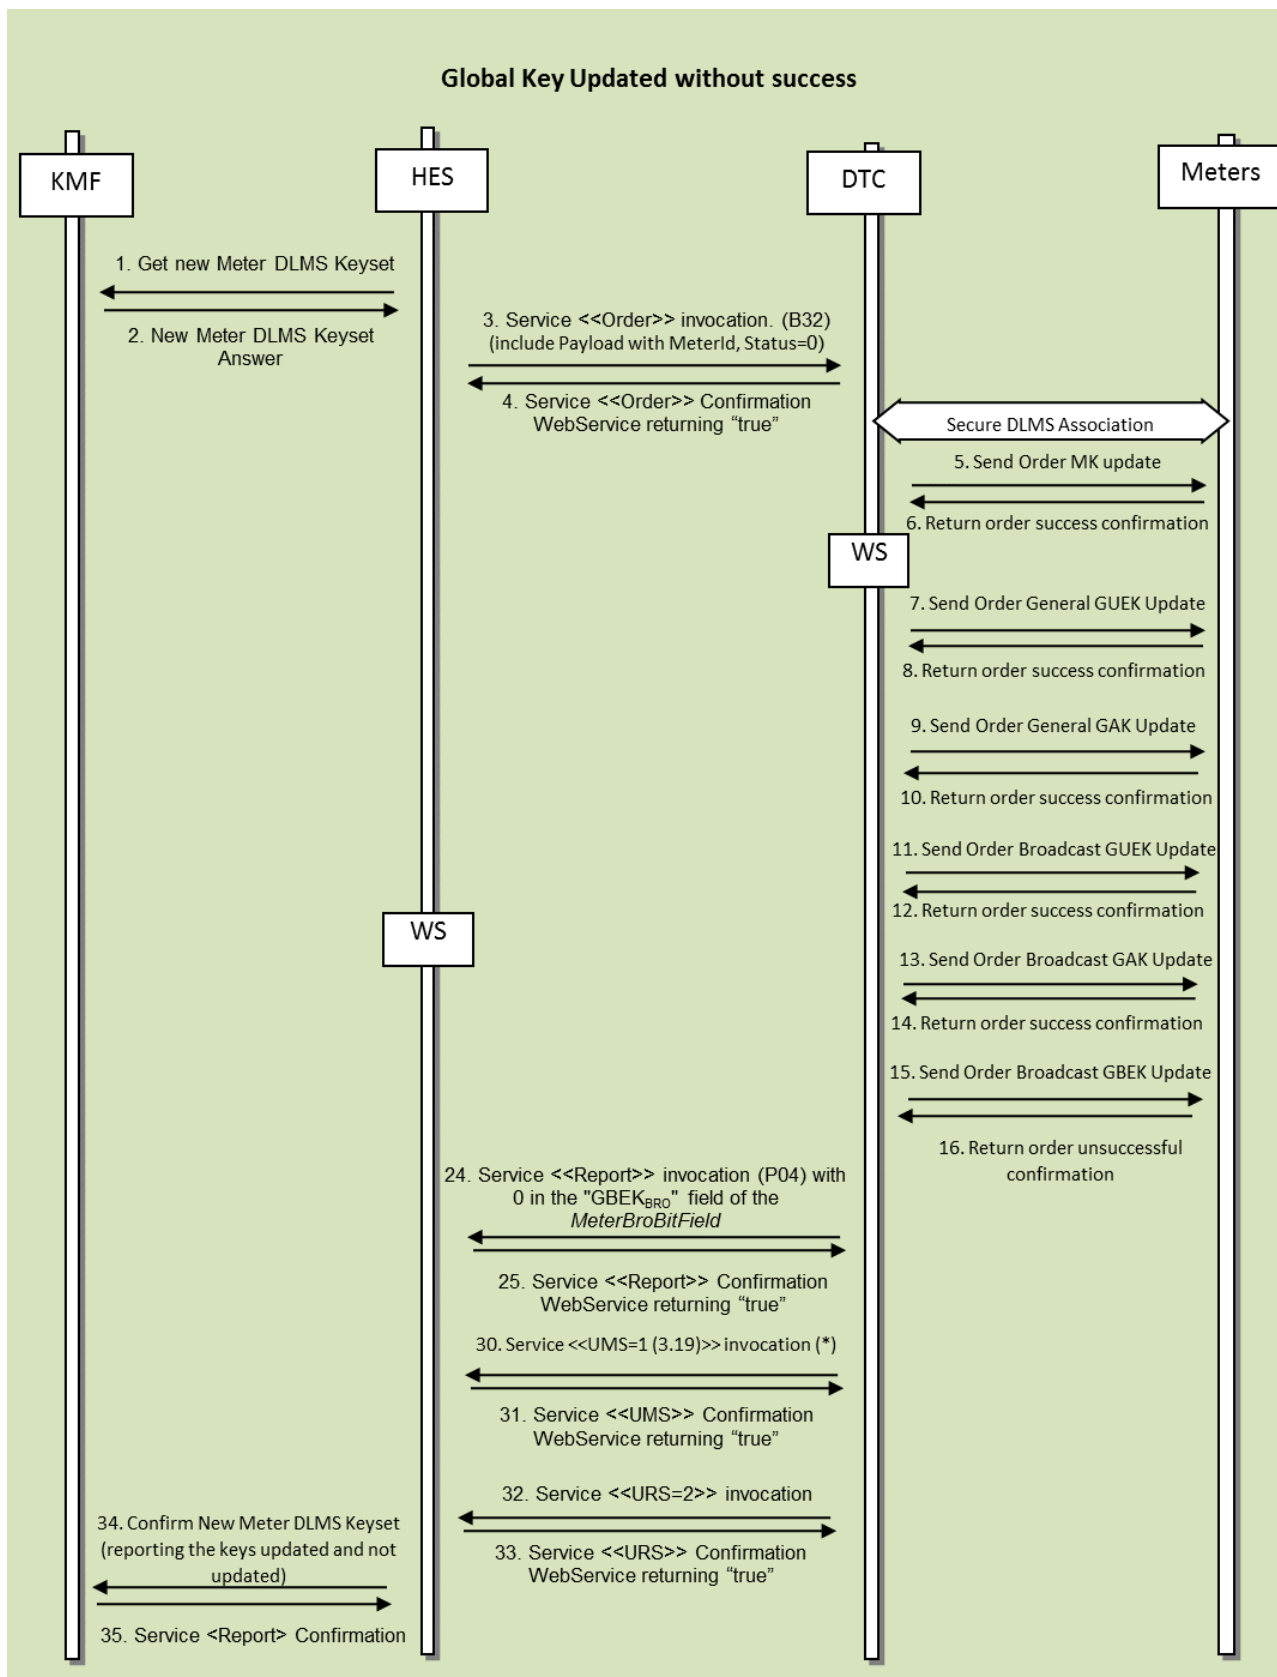 Global Key Updated without success
KMF
HES
DTC
Meters
1. Get new Meter DLMS Keyset
2. New Meter DLMS Keyset
Answer
3. Service <<Order>> invocation. (B32)
(include Payload with MeterId, Status=0)
4. Service <<Order>> Confirmation
WebService returning “true”
Secure DLMS Association
5. Send Order MK update
6. Return order success confirmation
WS
7. Send Order General GUEK Update
8. Return order success confirmation
9. Send Order General GAK Update
10. Return order success confirmation
11. Send Order Broadcast GUEK Update
12. Return order success confirmation
WS
13. Send Order Broadcast GAK Update
14. Return order success confirmation
15. Send Order Broadcast GBEK Update
16. Return order unsuccessful
confirmation
24. Service <<Report>> invocation (P04) with
0 in the "GBEK_BRO" field of the
MeterBroBitField
25. Service <<Report>> Confirmation
WebService returning “true”
30. Service <<UMS=1 (3.19)>> invocation (*)
31. Service <<UMS>> Confirmation
WebService returning “true”
32. Service <<URS=2>> invocation
33. Service <<URS>> Confirmation
WebService returning “true”
34. Confirm New Meter DLMS Keyset
(reporting the keys updated and not
updated)
35. Service <Report> Confirmation